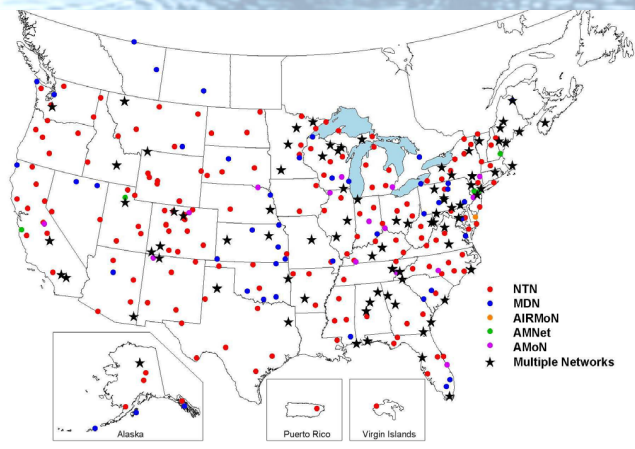 NTN
MDN
AIRMoN
AMNet
AMoN
Multiple Networks
Alaska
Puerto Rico
Virgin Islands